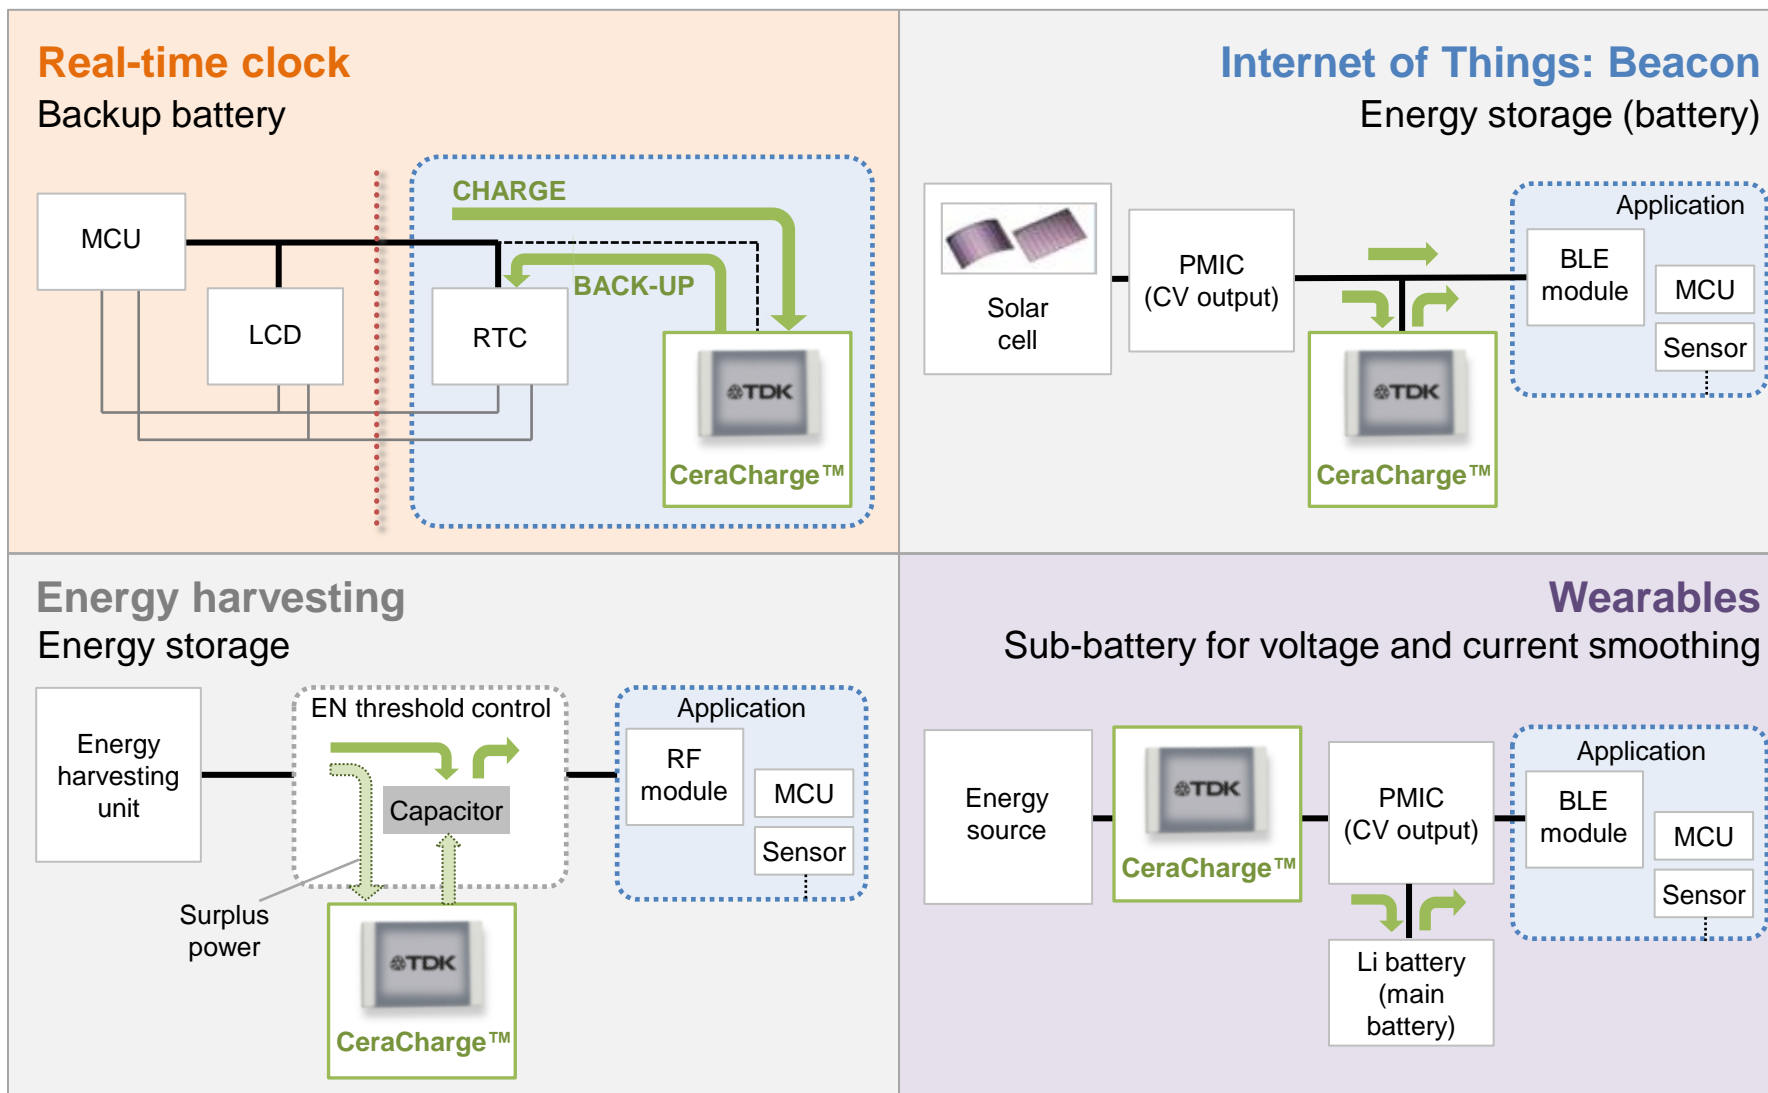 Real-time clock
Backup battery
CHARGE
MCU
BACK-UP
LCD
RTC
TDK
CeraCharge™
Internet of Things: Beacon
Energy storage (battery)
Solar
cell
PMIC
(CV output)
TDK
CeraCharge™
Application
BLE
module
MCU
Sensor
Energy harvesting
Energy storage
Energy
harvesting
unit
EN threshold control
Capacitor
Surplus
power
TDK
CeraCharge™
Application
RF
module
MCU
Sensor
Wearables
Sub-battery for voltage and current smoothing
Energy
source
TDK
CeraCharge™
PMIC
(CV output)
Li battery
(main
battery)
Application
BLE
module
MCU
Sensor